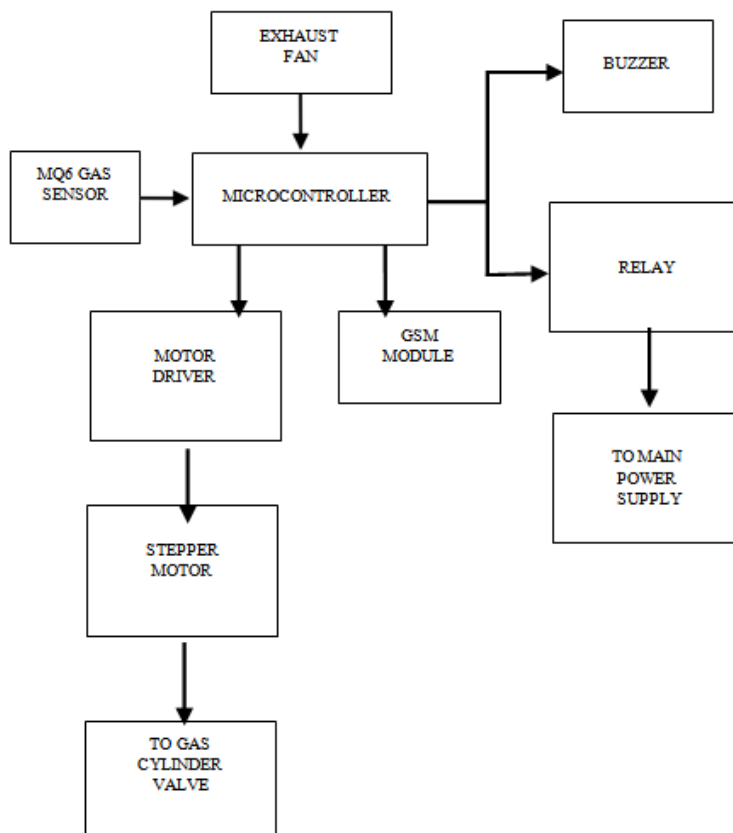 EXHAUST
FAN
BUZZER
MQ6 GAS
SENSOR
MICROCONTROLLER
RELAY
MOTOR
DRIVER
GSM
MODULE
TO MAIN
POWER
SUPPLY
STEPPER
MOTOR
TO GAS
CYLINDER
VALVE